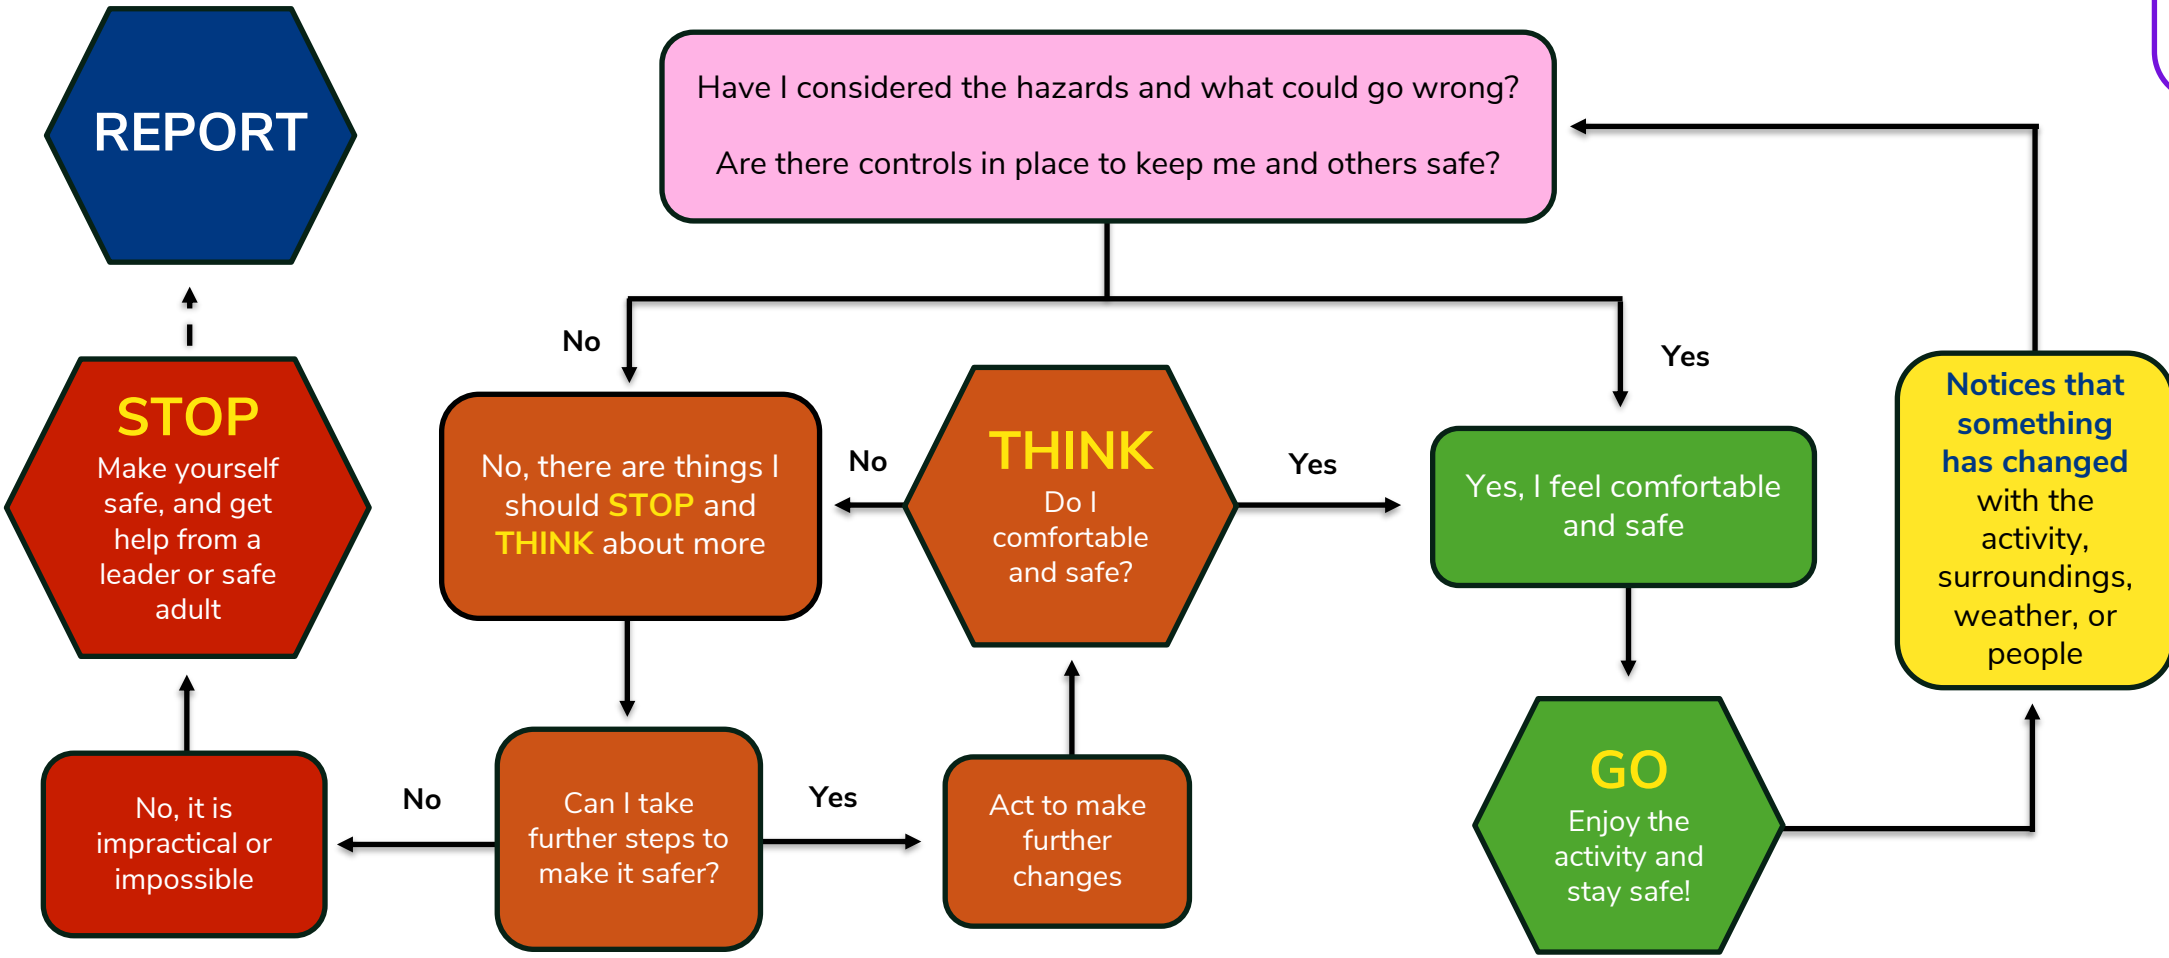 REPORT
Have I considered the hazards and what could go wrong?
Are there controls in place to keep me and others safe?
No
Yes
STOP
Make yourself
safe, and get
help from a
leader or safe
adult
No, there are things I
should STOP and
THINK about more
No
THINK
Do I
comfortable
and safe?
Yes
Yes, I feel comfortable
and safe
Notices that
something
has changed
with the
activity,
surroundings,
weather, or
people
No, it is
impractical or
impossible
No
Can I take
further steps to
make it safer?
Yes
Act to make
further
changes
GO
Enjoy the
activity and
stay safe!